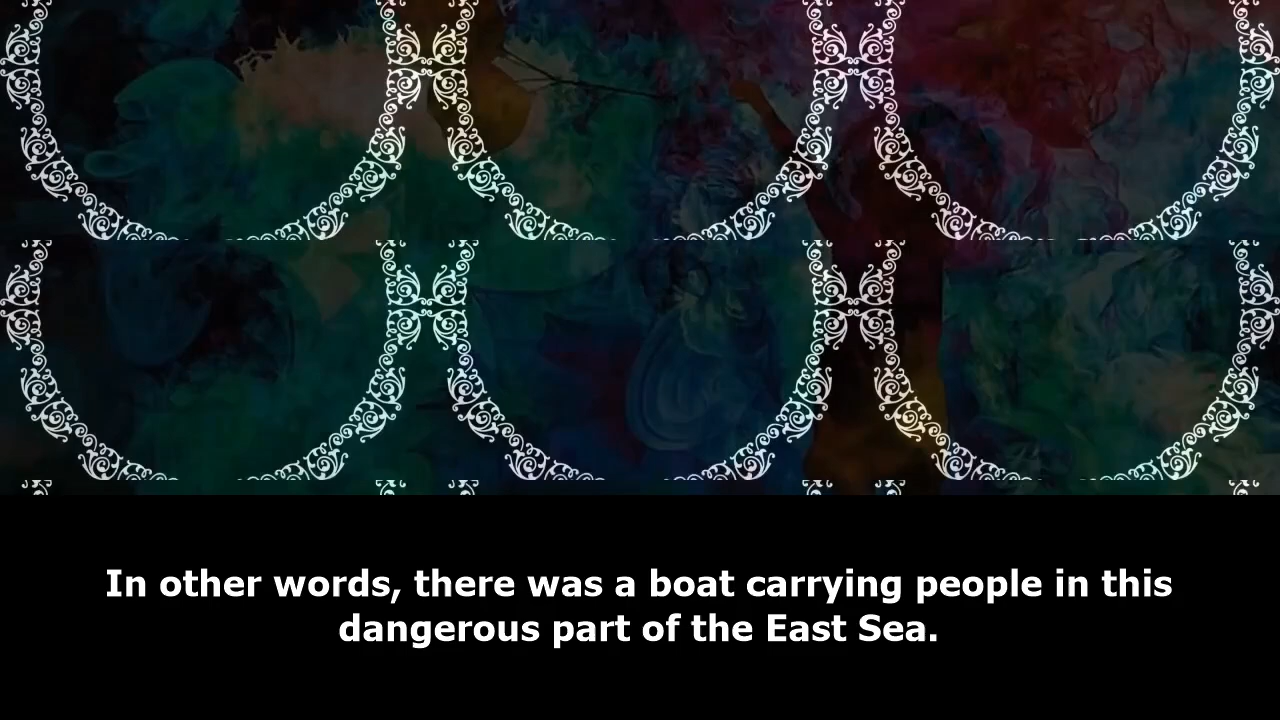 In other words, there was a boat carrying people in this
dangerous part of the East Sea.